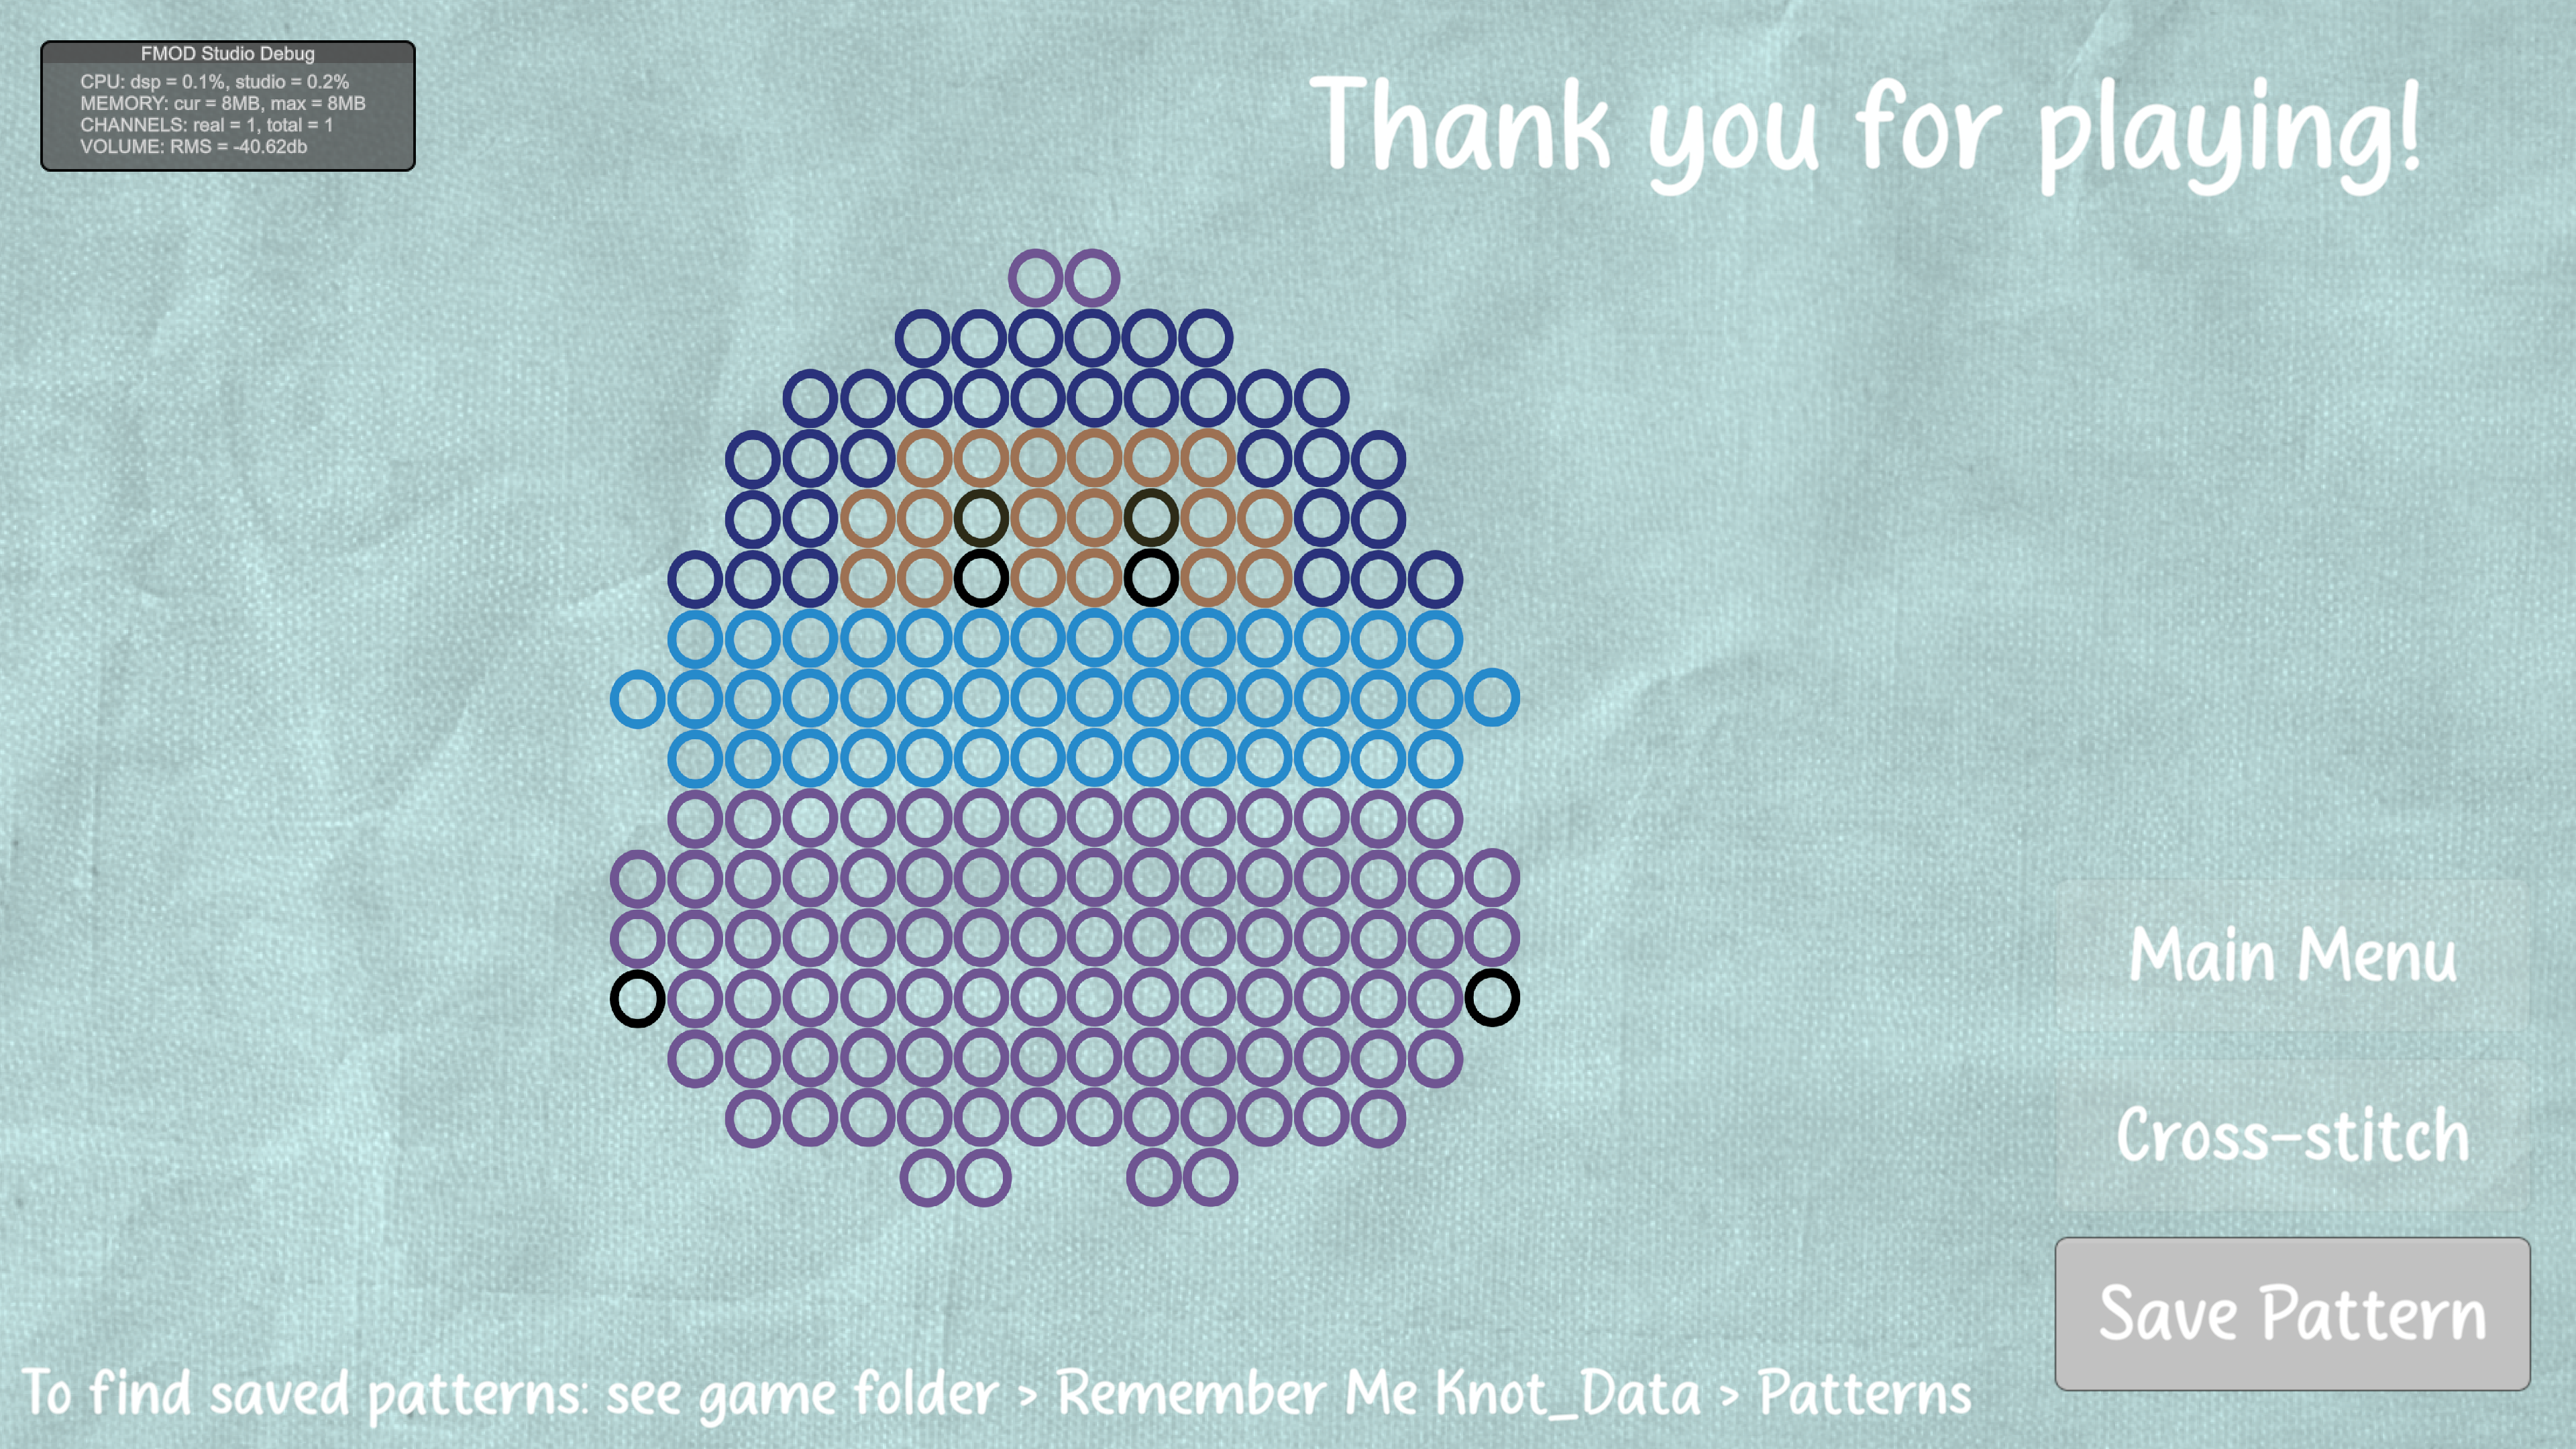 FMOD Studio Debug
CPU: dsp = 0.1%, studio = 0.2%
MEMORY: cur = 8MB, max = 8MB
CHANNELS: real = 1, total = 1
VOLUME: RMS = -40.62db
Thank you for playing!
Main Menu
Cross-stitch
Save Pattern
To find saved patterns: see game folder > Remember Me Knot_Data > Patterns